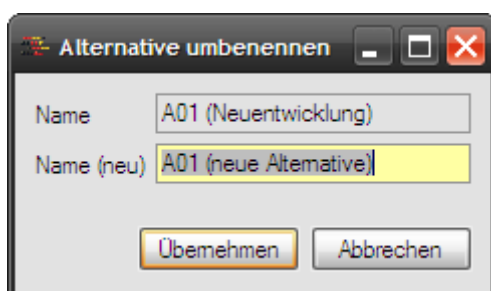 Alternative umbenennen
Name A01 (Neuentwicklung)
Name (neu) A01 (neue Alternative)
Übernehmen Abbrechen